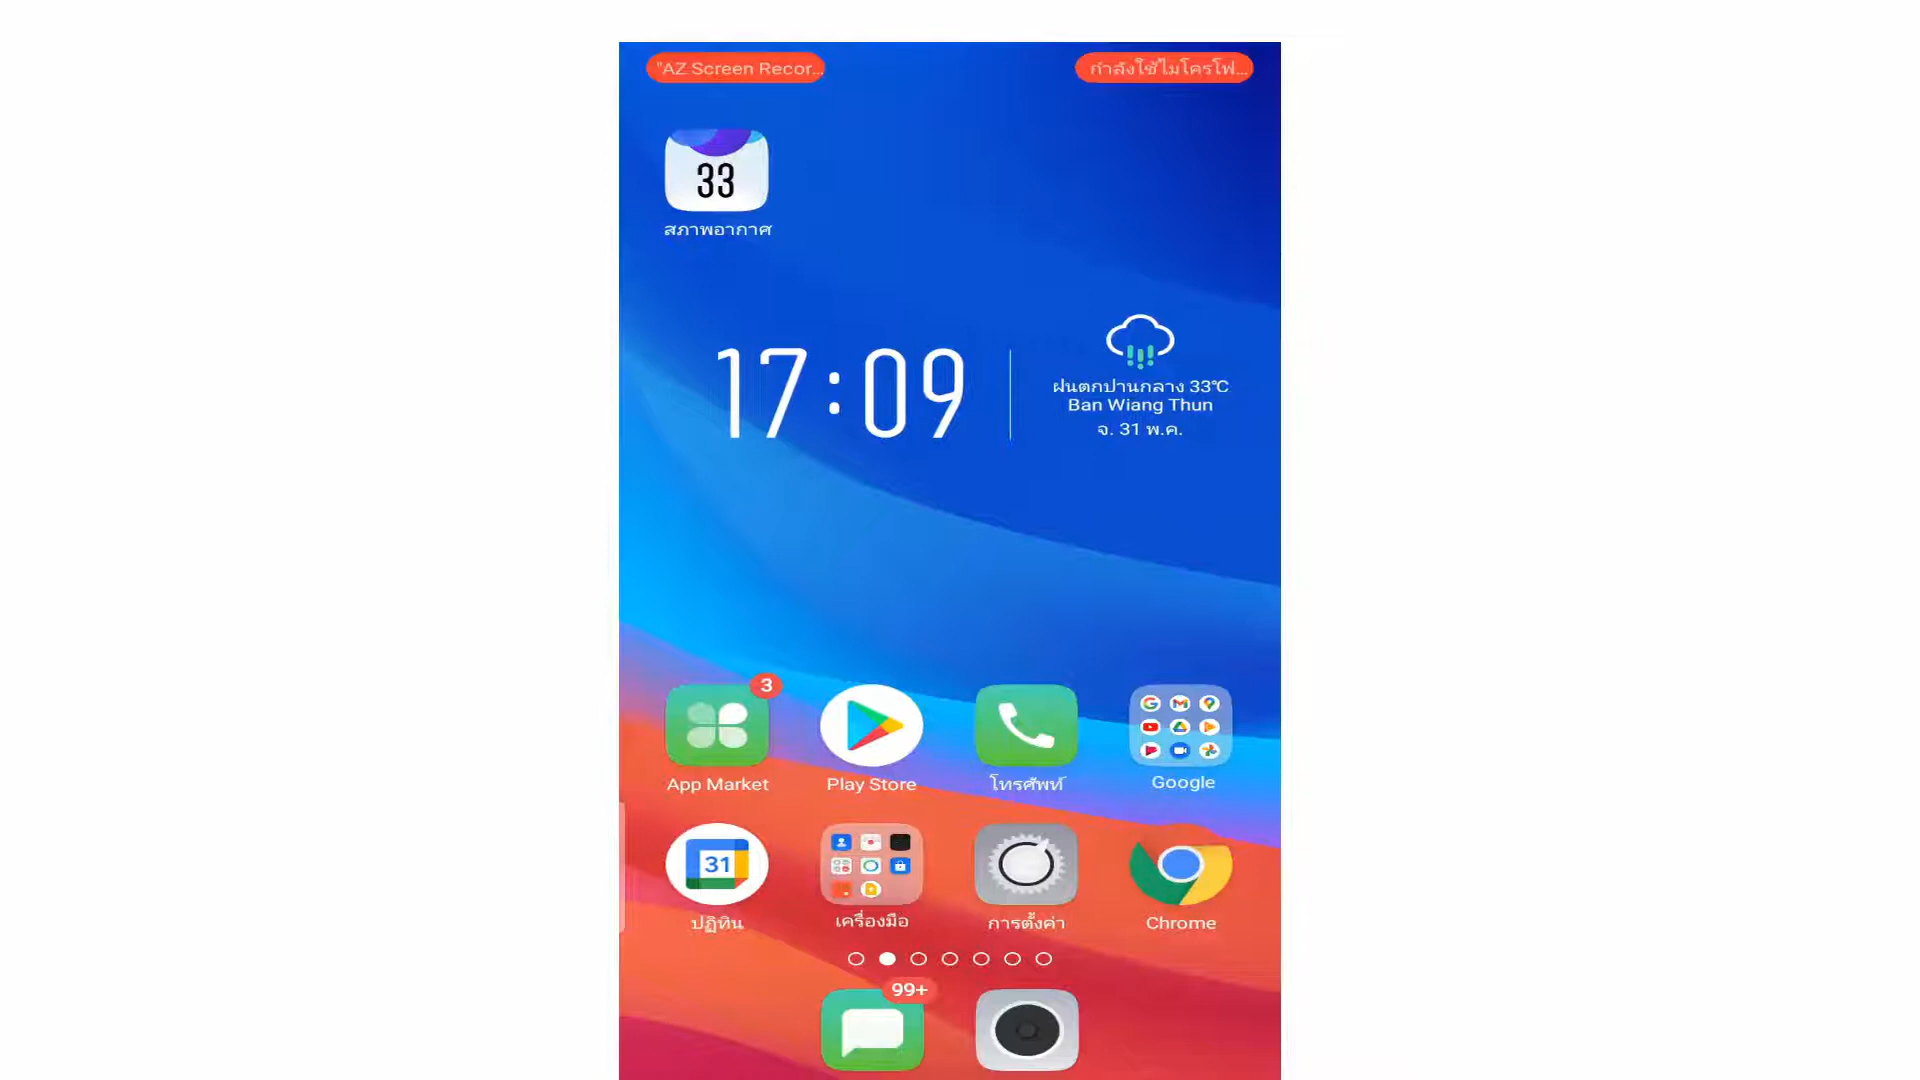 "AZ Screen Recor...
กำลังใช้ไมโครโฟ...
33
สภาพอากาศ
17:09
ฝนตกปานกลาง 33℃
Ban Wiang Thun
จ. 31 พ.ค.
3
App Market
Play Store
โทรศัพท์
Google
31
ปฏิทิน
เครื่องมือ
การตั้งค่า
Chrome
99+